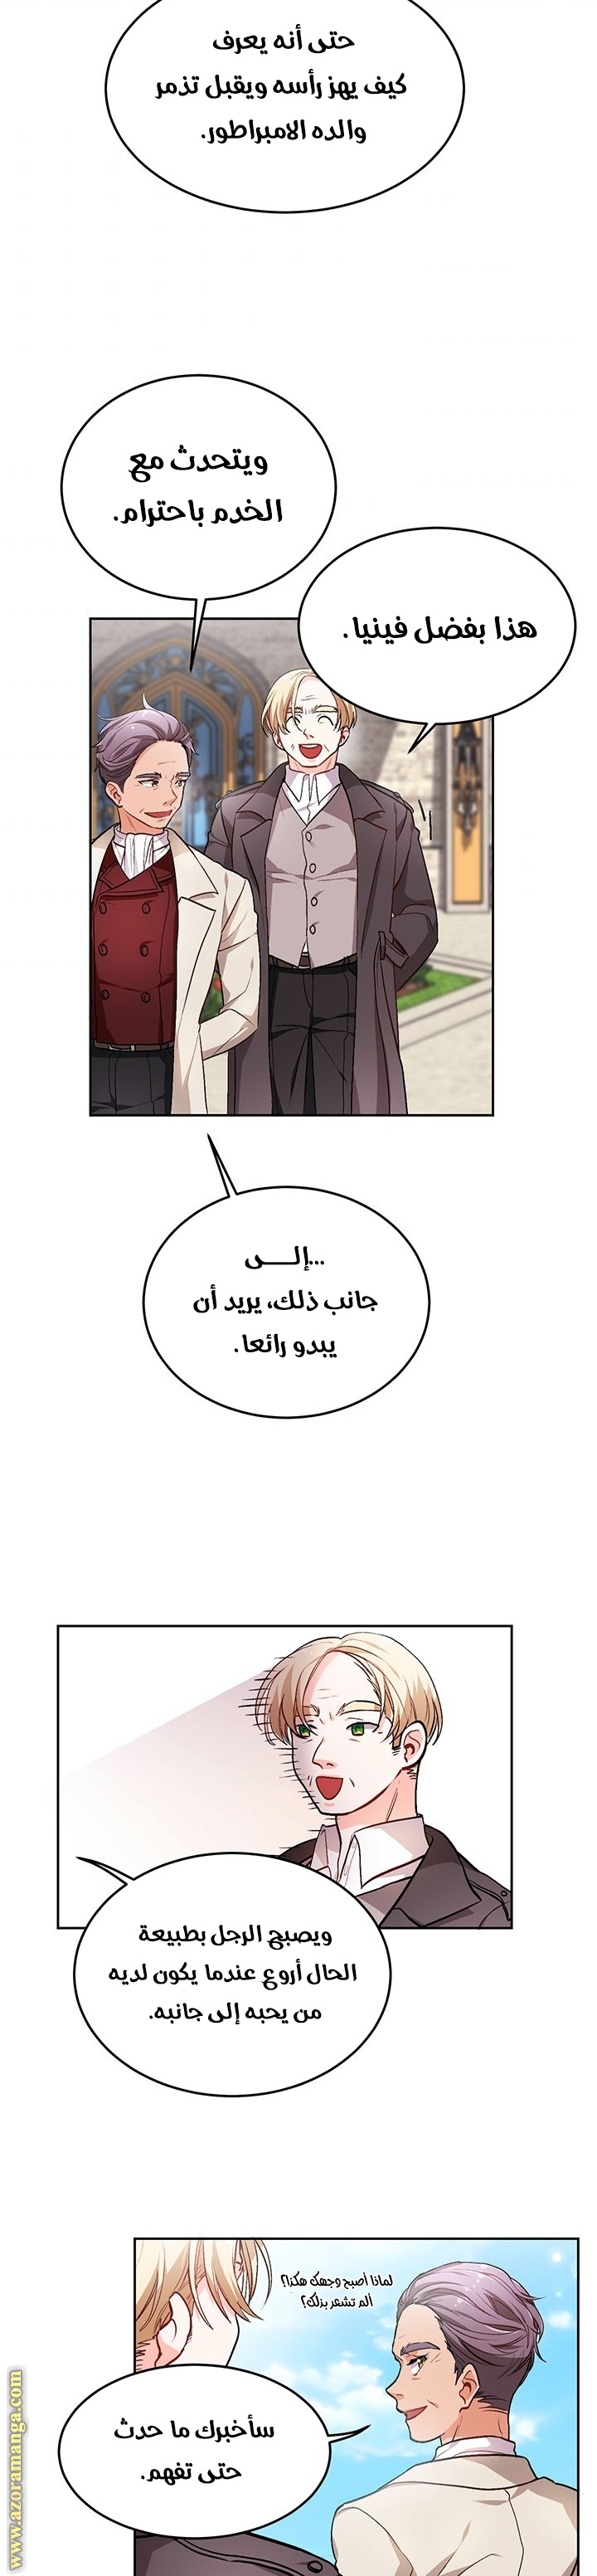 حتى أنه يعرف
كيف يهز رأسه ويقبل تذمر
والده الامبراطور.
ويتحدث مع
الخدم باحترام.
هذا بفضل فينيا.
...إلـــى
جانب ذلك، يريد أن
يبدو رائعا.
ويصبح الرجل بطبيعة
الحال أروع عندما يكون لديه
من يحبه إلى جانبه.
لماذا أصبح وجهك هكذا؟
ألم تشعر بذلك؟
سأخبرك ما حدث
حتى تفهم.
www.azoramanga.com